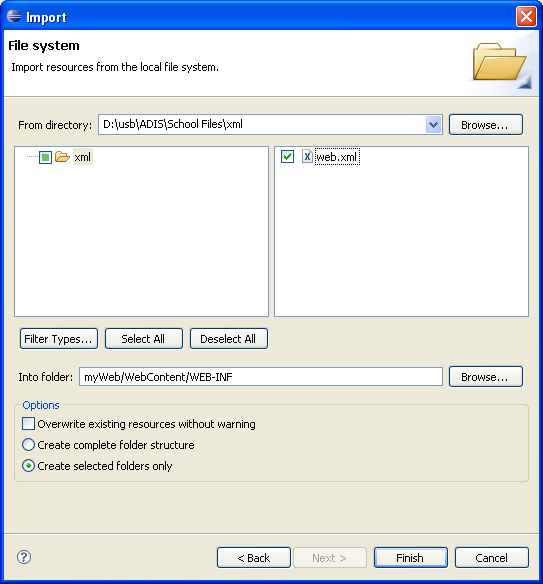 Import
File system
Import resources from the local file system.
From directory: D:\usb\ADIS\School Files\xml Browse...
xml web.xml
Filter Types... Select All Deselect All
Into folder: myWeb/WebContent/WEB-INF Browse...
Options
Overwrite existing resources without warning
Create complete folder structure
Create selected folders only
? < Back Next > Finish Cancel